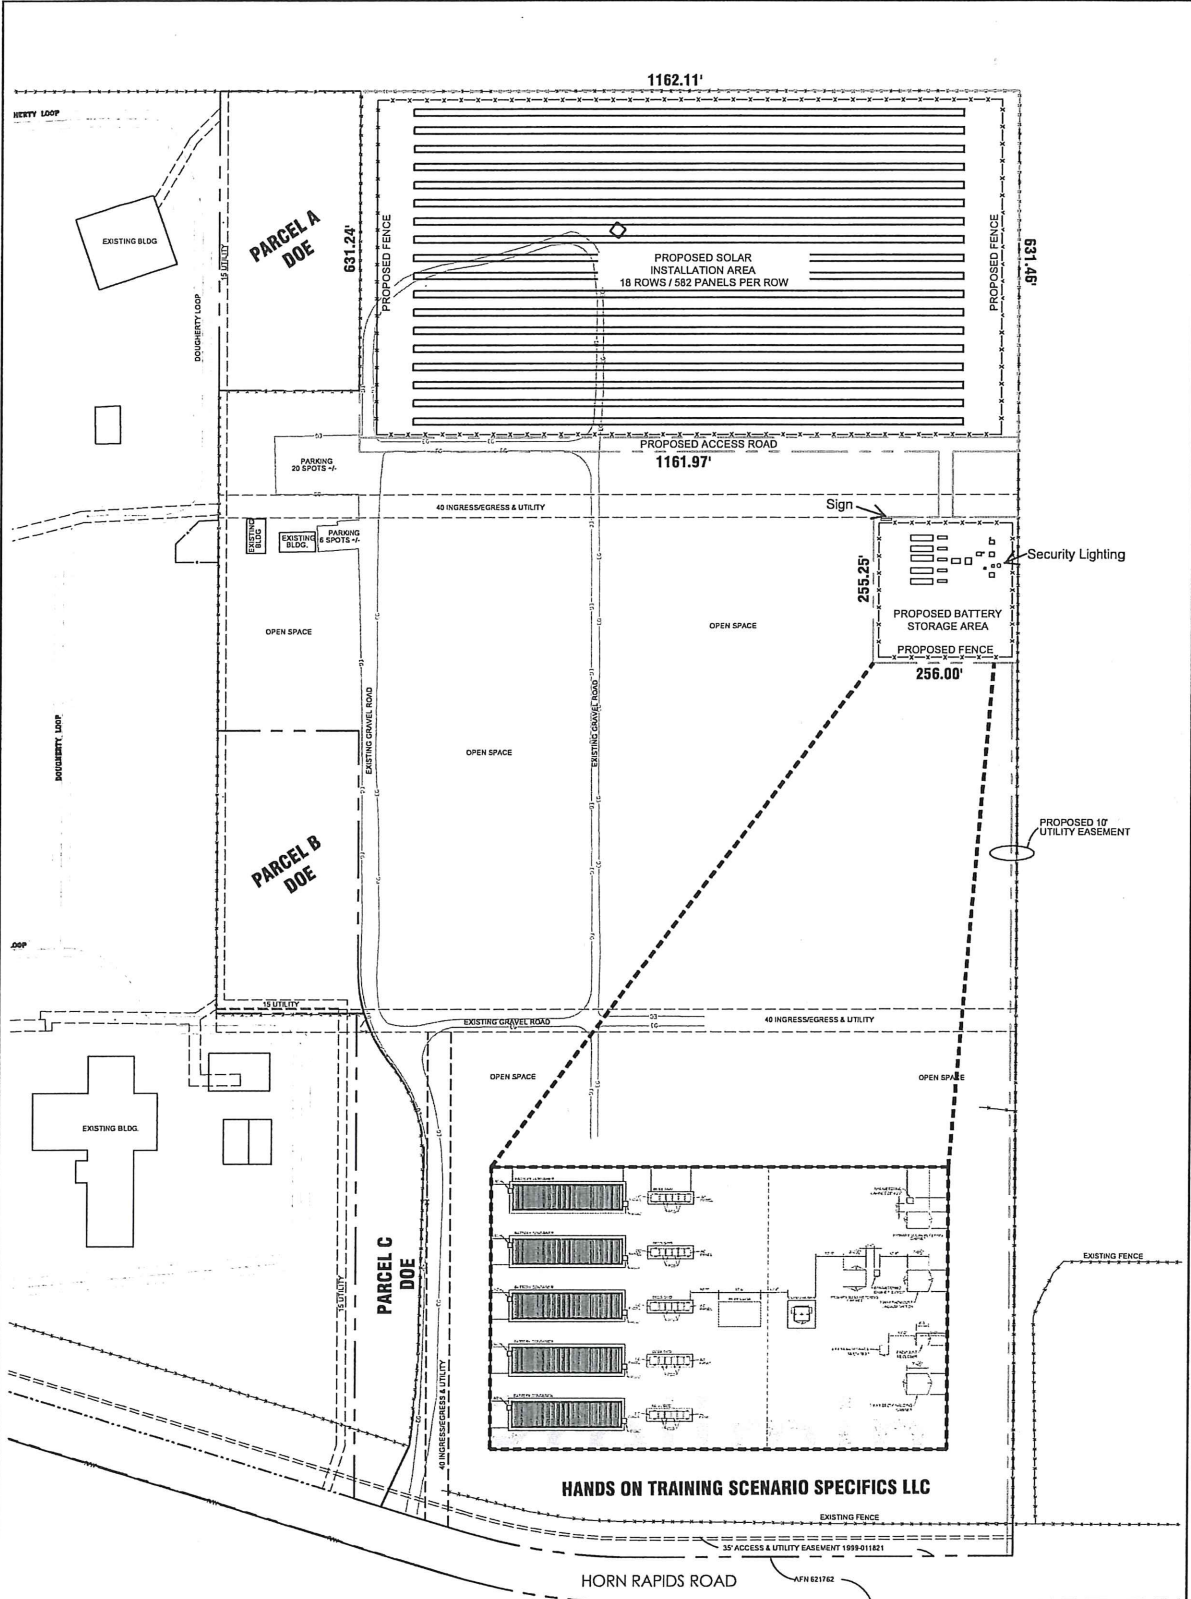 1162.11'
HERTY LOOP
EXISTING BLDG
PARCEL A
DOE
631.24'
PROPOSED FENCE
15 UTILITY
DOUGHERTY LOOP
PROPOSED SOLAR
INSTALLATION AREA
18 ROWS / 582 PANELS PER ROW
PROPOSED FENCE
631.46'
PROPOSED ACCESS ROAD
1161.97'
PARKING
20 SPOTS +/-
40 INGRESS/EGRESS & UTILITY
Sign
EXISTING
BLDG
EXISTING
BLDG.
PARKING
6 SPOTS +/-
Security Lighting
255.25'
PROPOSED BATTERY
STORAGE AREA
PROPOSED FENCE
256.00'
OPEN SPACE
OPEN SPACE
EXISTING GRAVEL ROAD
EXISTING GRAVEL ROAD
OPEN SPACE
DOUGHERTY LOOP
PROPOSED 10'
UTILITY EASEMENT
PARCEL B
DOE
OOP
15 UTILITY
EXISTING GRAVEL ROAD
40 INGRESS/EGRESS & UTILITY
OPEN SPACE
OPEN SPACE
EXISTING BLDG.
PARCEL C
DOE
15 UTILITY
40 INGRESS/EGRESS & UTILITY
EXISTING FENCE
HANDS ON TRAINING SCENARIO SPECIFICS LLC
EXISTING FENCE
35' ACCESS & UTILITY EASEMENT 1999-011821
HORN RAPIDS ROAD
AFN 621762